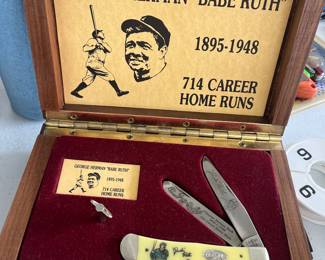 HERMAN "BABE RUTH"
1895-1948
714 CAREER
HOME RUNS
GEORGE HERMAN "BABE RUTH"
1895-1948
714 CAREER
HOME RUNS
9
6